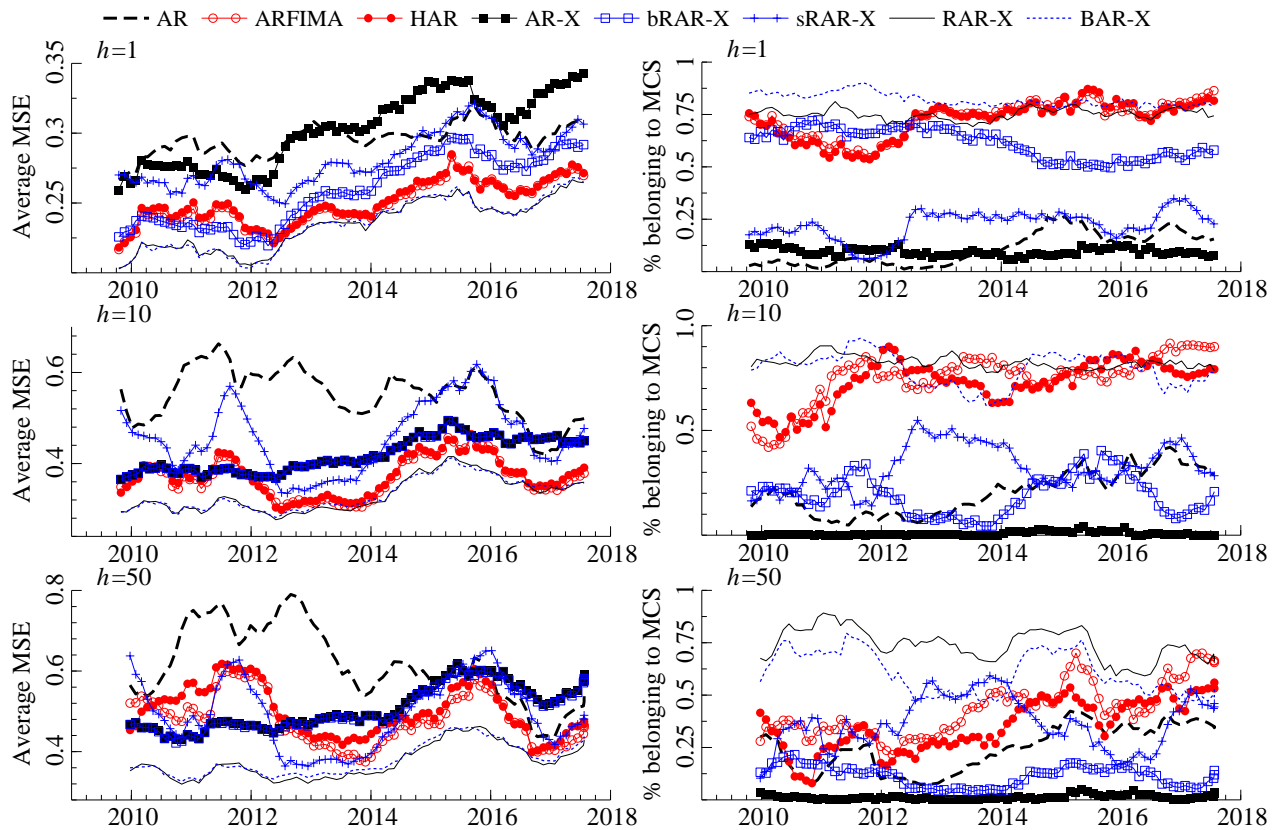 AR ARFIMA HAR AR-X bRAR-X sRAR-X RAR-X BAR-X
h=1
Average MSE
0.35
0.3
0.25
2010 2012 2014 2016 2018
h=1
% belonging to MCS
1
0.75
0.5
0.25
2010 2012 2014 2016 2018
h=10
Average MSE
0.6
0.4
2010 2012 2014 2016 2018
h=10
% belonging to MCS
1.0
0.5
2010 2012 2014 2016 2018
h=50
Average MSE
0.8
0.6
0.4
2010 2012 2014 2016 2018
h=50
% belonging to MCS
1
0.75
0.5
0.25
2010 2012 2014 2016 2018